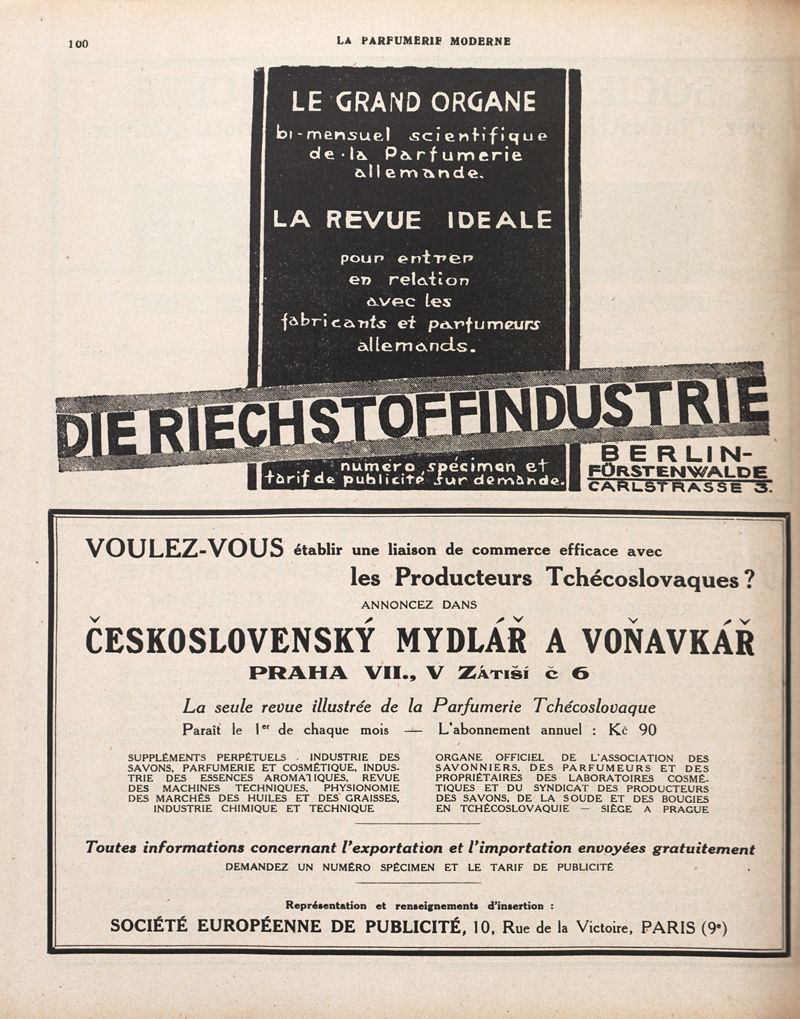 100
LA PARFUMERIE MODERNE
LE GRAND ORGANE
bi-mensuel scientifique
de la Parfumerie
allemande.
LA REVUE IDEALE
pour entrer
en relation
avec les
fabricants et parfumeurs
allemands.
DIE RIECHSTOFFINDUSTRIE
numéro spécimen et
tarif de publicité sur demande.
BERLIN-
FÜRSTENWALDE
CARLSTRASSE 3.
VOULEZ-VOUS établir une liaison de commerce efficace avec
les Producteurs Tchécoslovaques ?
ANNONCEZ DANS
ČESKOSLOVENSKÝ MYDLÁŘ A VOŇAVKÁŘ
PRAHA VII., V Zátiší č 6
La seule revue illustrée de la Parfumerie Tchécoslovaque
Paraît le 1er de chaque mois — L'abonnement annuel : Kč 90
SUPPLÉMENTS PERPÉTUELS . INDUSTRIE DES
SAVONS, PARFUMERIE ET COSMÉTIQUE, INDUS-
TRIE DES ESSENCES AROMATIQUES, REVUE
DES MACHINES TECHNIQUES, PHYSIONOMIE
DES MARCHÉS DES HUILES ET DES GRAISSES,
INDUSTRIE CHIMIQUE ET TECHNIQUE
ORGANE OFFICIEL DE L'ASSOCIATION DES
SAVONNIERS, DES PARFUMEURS ET DES
PROPRIÉTAIRES DES LABORATOIRES COSMÉ-
TIQUES ET DU SYNDICAT DES PRODUCTEURS
DES SAVONS, DE LA SOUDE ET DES BOUGIES
EN TCHÉCOSLOVAQUIE — SIÈGE A PRAGUE
Toutes informations concernant l'exportation et l'importation envoyées gratuitement
DEMANDEZ UN NUMÉRO SPÉCIMEN ET LE TARIF DE PUBLICITÉ
Représentation et renseignements d'insertion :
SOCIÉTÉ EUROPÉENNE DE PUBLICITÉ, 10, Rue de la Victoire, PARIS (9e)